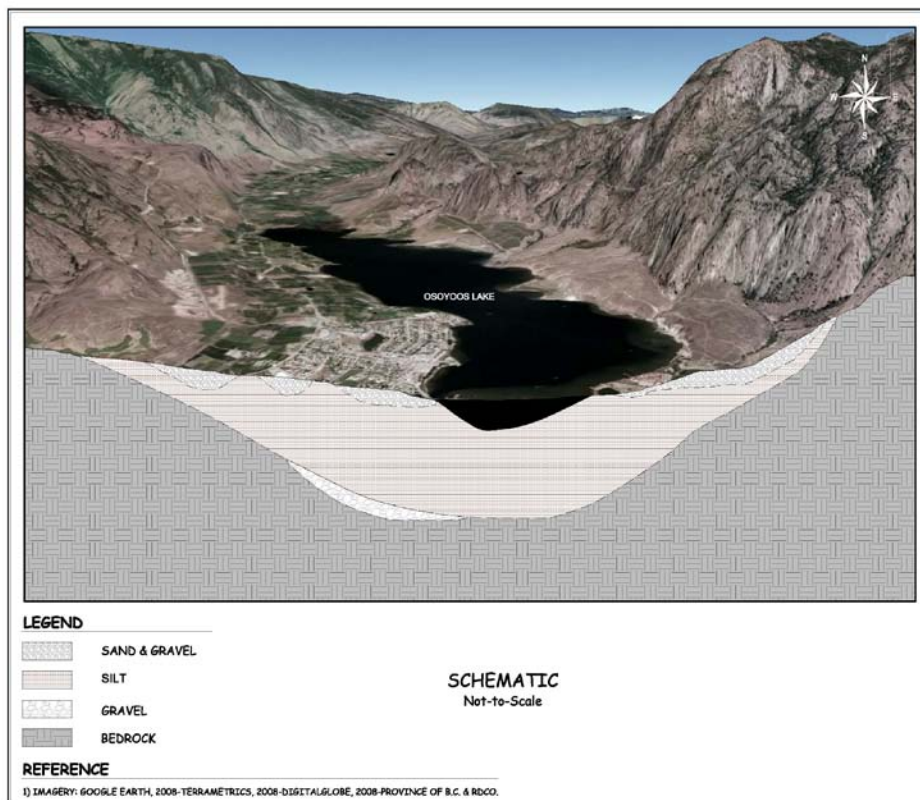 N
W E
S
OSOYOOS LAKE
LEGEND
SAND & GRAVEL
SILT
GRAVEL
BEDROCK
SCHEMATIC
Not-to-Scale
REFERENCE
1) IMAGERY: GOOGLE EARTH, 2008-TERRAMETRICS, 2008-DIGITALGLOBE, 2008-PROVINCE OF B.C. & RDCO.